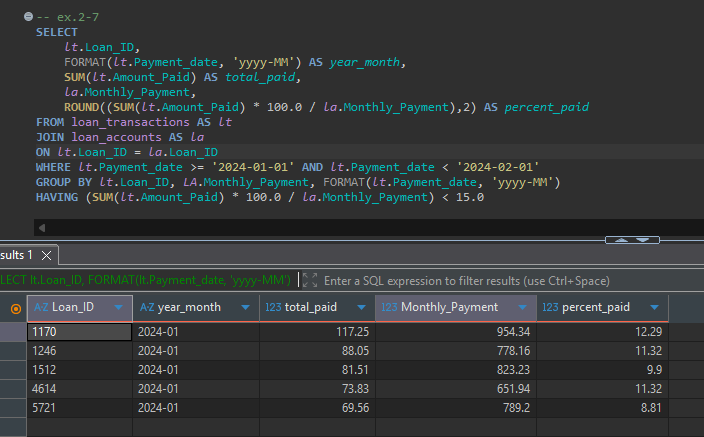 -- ex.2-7
SELECT
lt.Loan_ID,
FORMAT(lt.Payment_date, 'yyyy-MM') AS year_month,
SUM(lt.Amount_Paid) AS total_paid,
la.Monthly_Payment,
ROUND((SUM(lt.Amount_Paid) * 100.0 / la.Monthly_Payment),2) AS percent_paid
FROM loan_transactions AS lt
JOIN loan_accounts AS la
ON lt.Loan_ID = la.Loan_ID
WHERE lt.Payment_date >= '2024-01-01' AND lt.Payment_date < '2024-02-01'
GROUP BY lt.Loan_ID, LA.Monthly_Payment, FORMAT(lt.Payment_date, 'yyyy-MM')
HAVING (SUM(lt.Amount_Paid) * 100.0 / la.Monthly_Payment) < 15.0
sults 1
LECT lt.Loan_ID, FORMAT(lt.Payment_date, 'yyyy-MM') Enter a SQL expression to filter results (use Ctrl+Space)
A-Z Loan_ID A-Z year_month 123 total_paid 123 Monthly_Payment 123 percent_paid
1170 2024-01 117.25 954.34 12.29
1246 2024-01 88.05 778.16 11.32
1512 2024-01 81.51 823.23 9.9
4614 2024-01 73.83 651.94 11.32
5721 2024-01 69.56 789.2 8.81